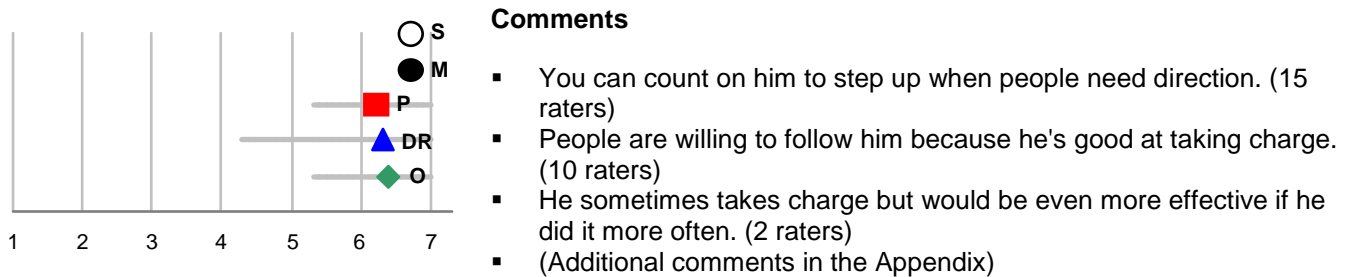 Comments
S
M
P
DR
O
1 2 3 4 5 6 7
▪ You can count on him to step up when people need direction. (15
raters)
▪ People are willing to follow him because he's good at taking charge.
(10 raters)
▪ He sometimes takes charge but would be even more effective if he
did it more often. (2 raters)
▪ (Additional comments in the Appendix)